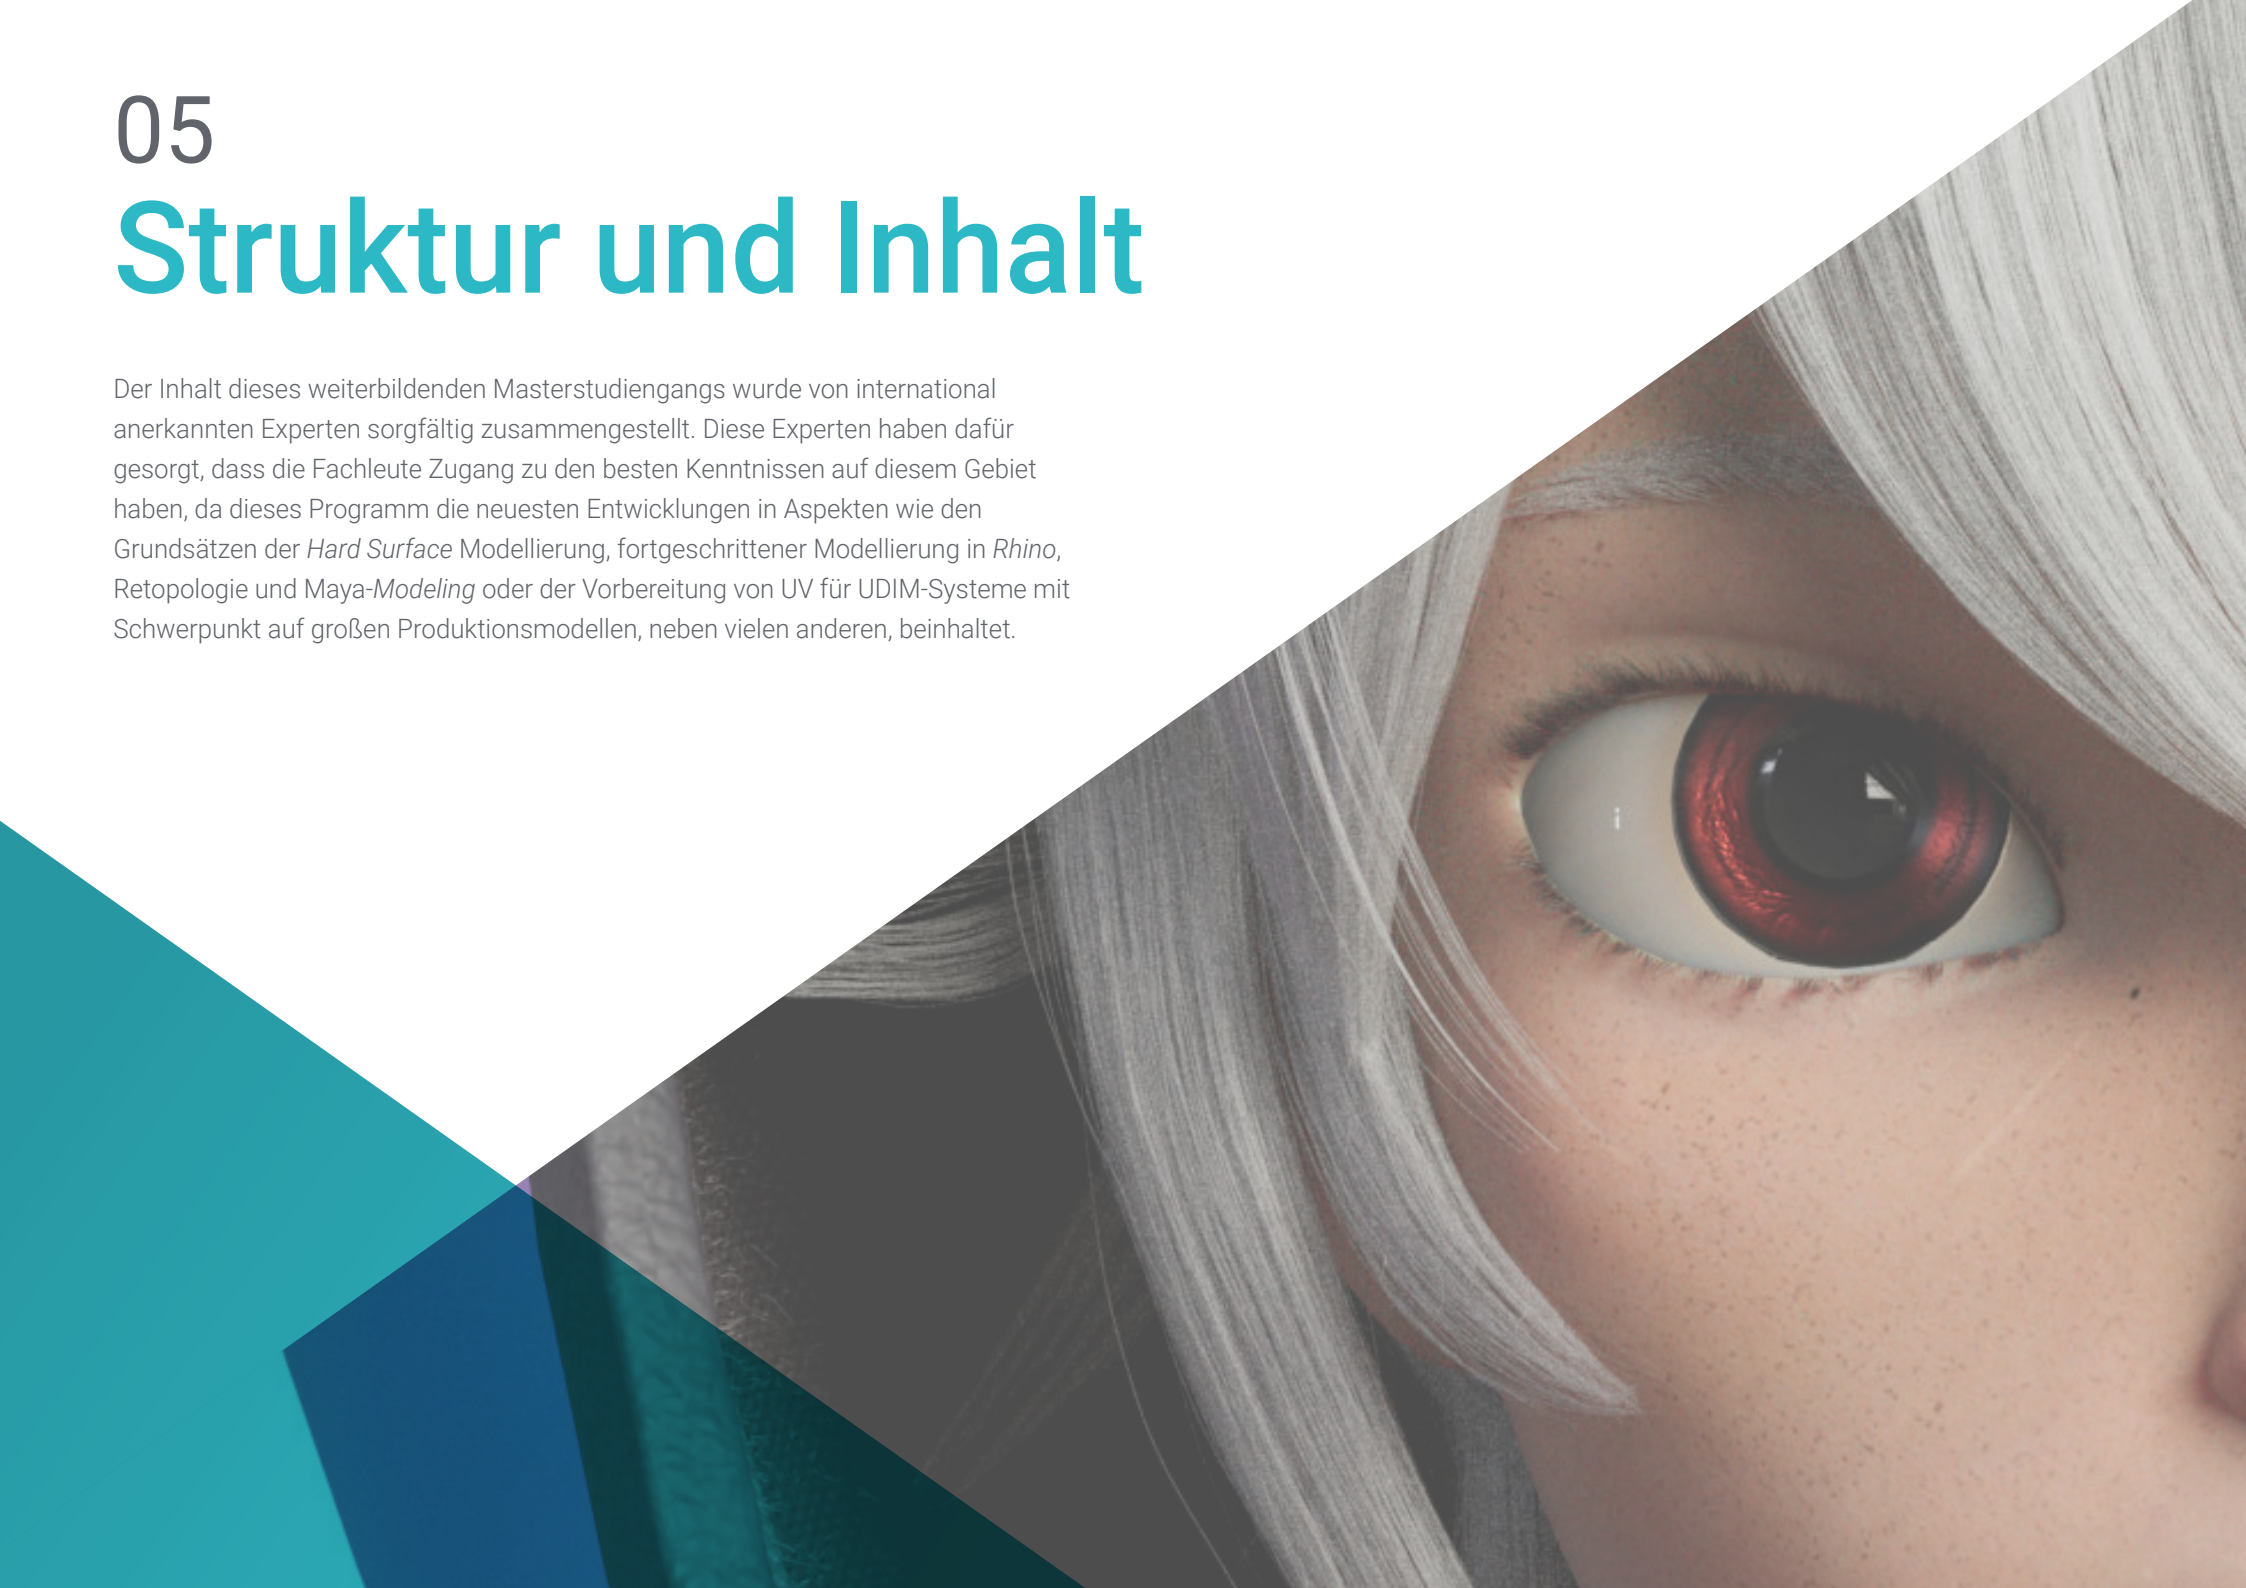 05
Struktur und Inhalt
Der Inhalt dieses weiterbildenden Masterstudiengangs wurde von international
anerkannten Experten sorgfältig zusammengestellt. Diese Experten haben dafür
gesorgt, dass die Fachleute Zugang zu den besten Kenntnissen auf diesem Gebiet
haben, da dieses Programm die neuesten Entwicklungen in Aspekten wie den
Grundsätzen der Hard Surface Modellierung, fortgeschrittener Modellierung in Rhino,
Retopologie und Maya-Modeling oder der Vorbereitung von UV für UDIM-Systeme mit
Schwerpunkt auf großen Produktionsmodellen, neben vielen anderen, beinhaltet.